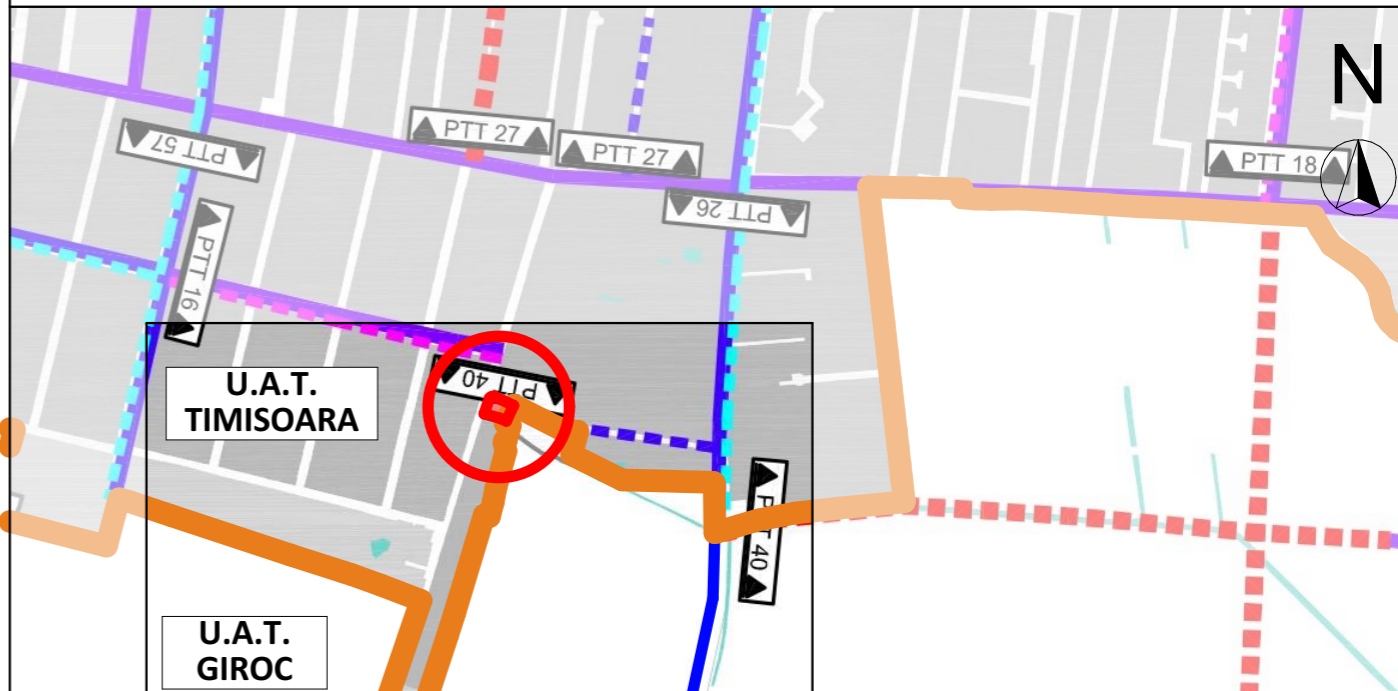 N
PTT 27
PTT 27
PTT 57
PTT 18
PTT 26
PTT 16
PTT 40
U.A.T.
TIMISOARA
PTT 40
U.A.T.
GIROC